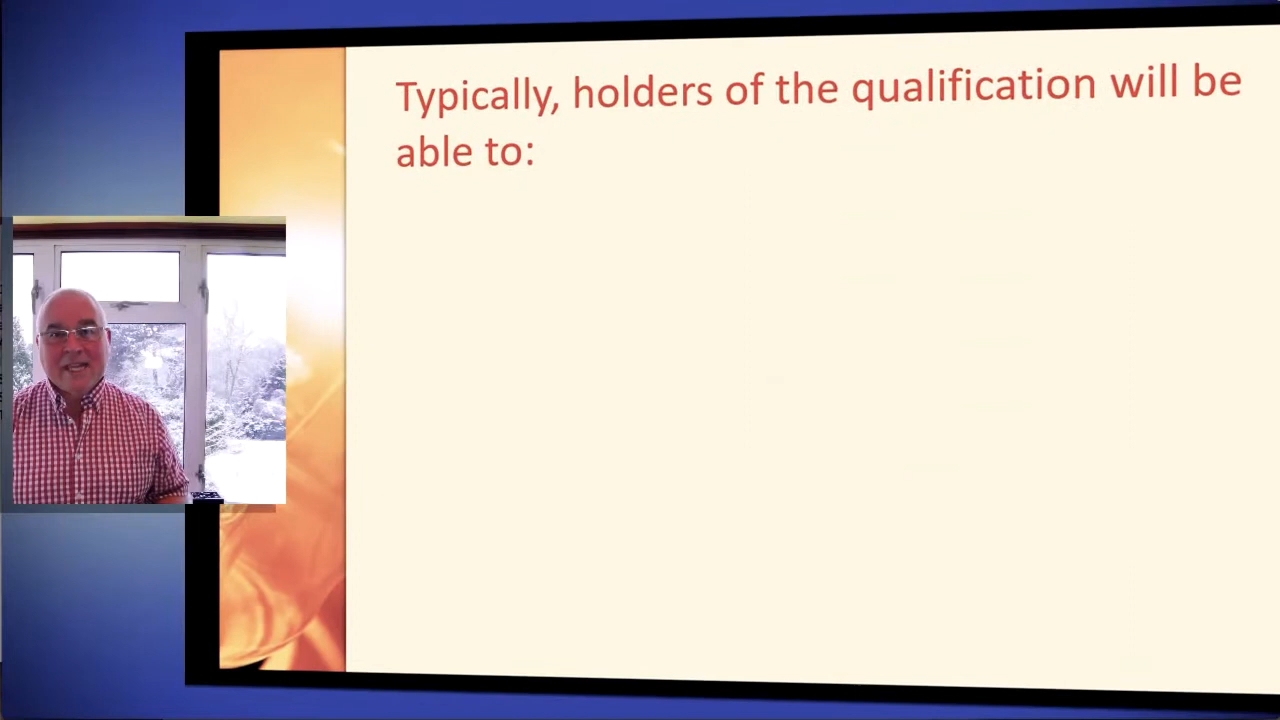 Typically, holders of the qualification will be
able to: